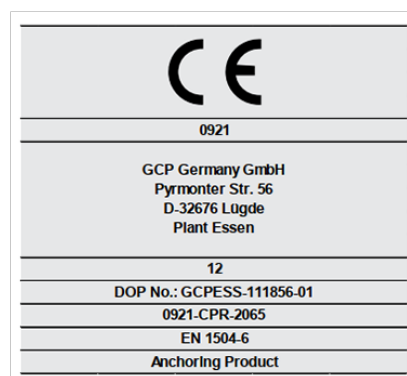 CE
0921
GCP Germany GmbH
Pyrmonter Str. 56
D-32676 Lügde
Plant Essen
12
DOP No.: GCPESS-111856-01
0921-CPR-2065
EN 1504-6
Anchoring Product